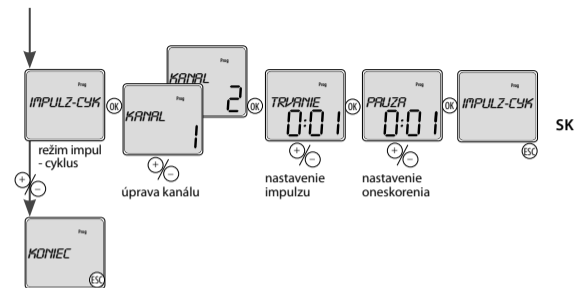 Prog
IMPULZ-CYK
OK
Prog
KANAL
1
Prog
KANAL
2
OK
Prog
TRVANIE
0:01
OK
Prog
PAUZA
0:01
OK
Prog
IMPULZ-CYK
ESC
SK
režim impul
- cyklus
+/−
úprava kanálu
+/−
nastavenie
impulzu
+/−
nastavenie
oneskorenia
+/−
Prog
KONIEC
ESC